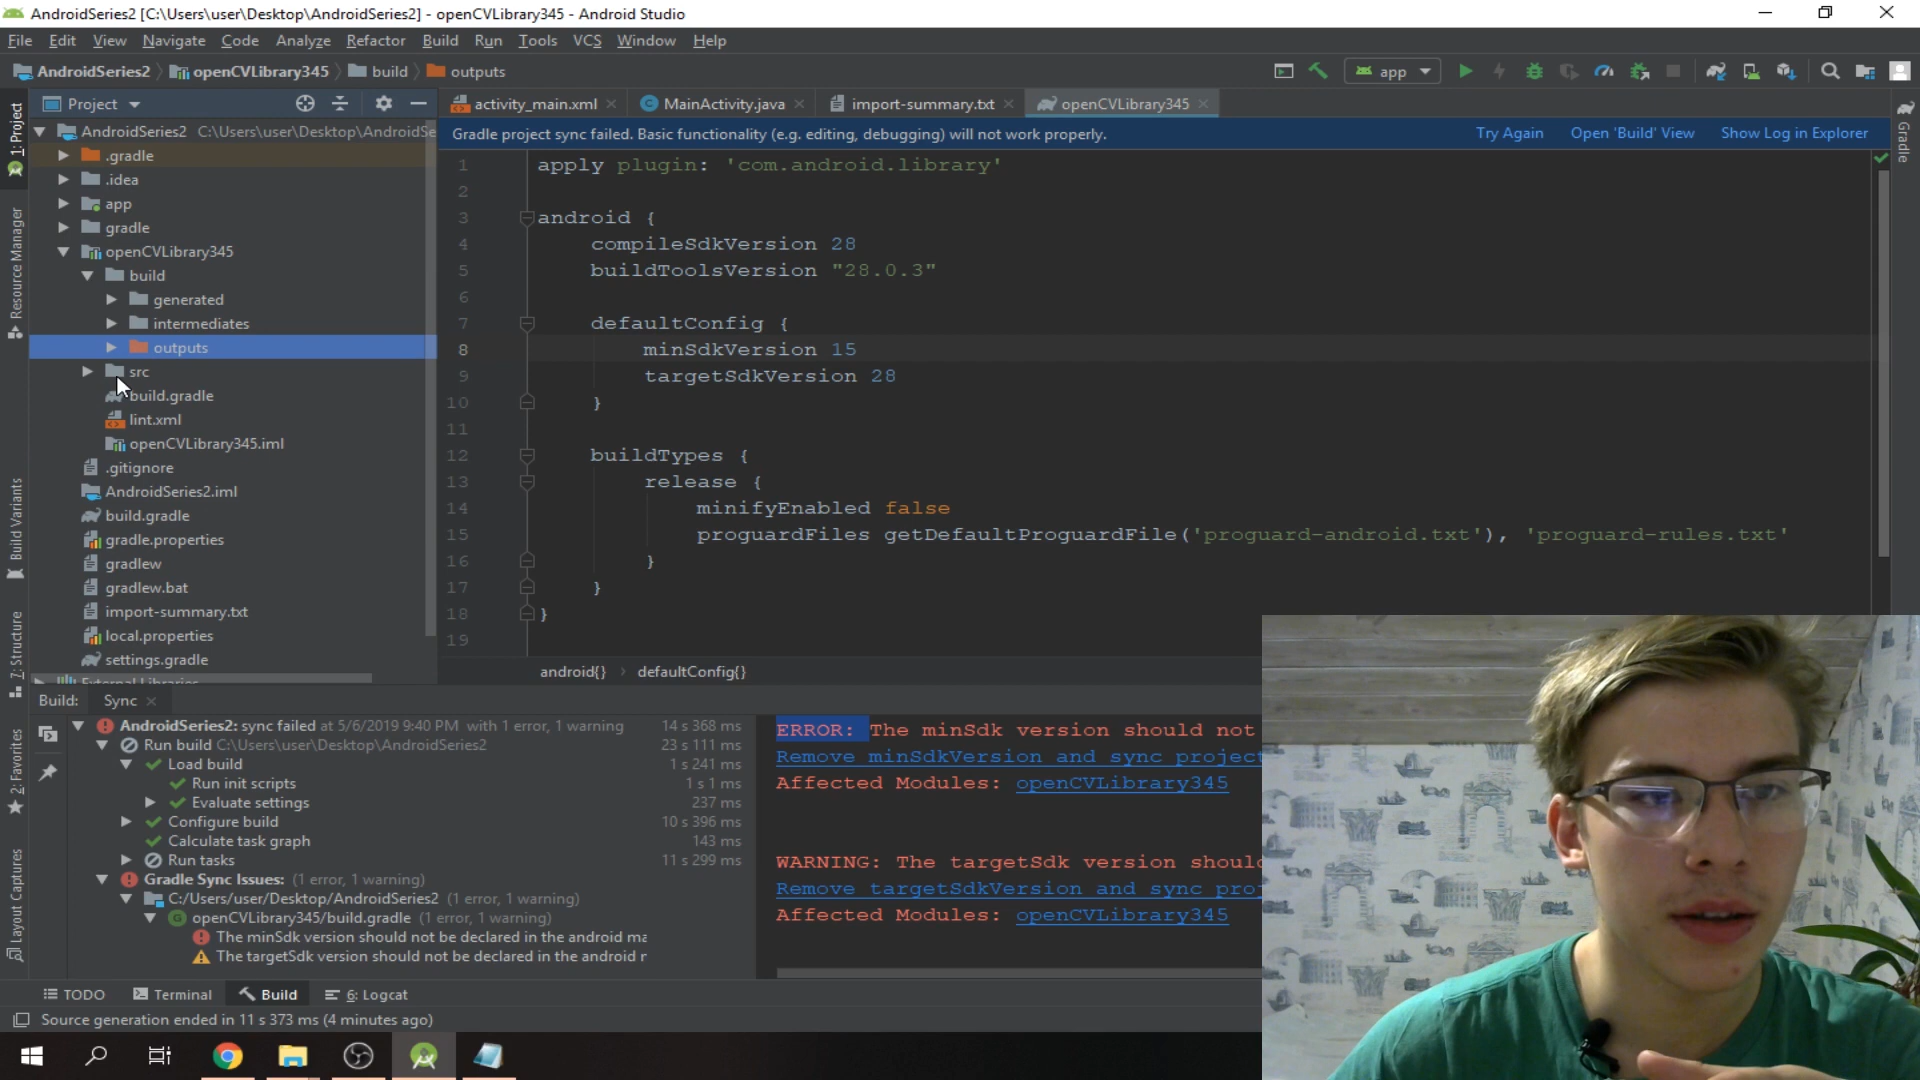 AndroidSeries2 [C:\Users\user\Desktop\AndroidSeries2] - openCVLibrary345 - Android Studio
File Edit View Navigate Code Analyze Refactor Build Run Tools VCS Window Help
AndroidSeries2 openCVLibrary345 build outputs
app
Project
activity_main.xml MainActivity.java import-summary.txt openCVLibrary345
AndroidSeries2 C:\Users\user\Desktop\AndroidSe
Gradle project sync failed. Basic functionality (e.g. editing, debugging) will not work properly.
Try Again Open 'Build' View Show Log in Explorer
.gradle
.idea
app
gradle
openCVLibrary345
build
generated
intermediates
outputs
src
build.gradle
lint.xml
openCVLibrary345.iml
.gitignore
AndroidSeries2.iml
build.gradle
gradle.properties
gradlew
gradlew.bat
import-summary.txt
local.properties
settings.gradle
External Libraries
1: Project
Resource Manager
Build Variants
7: Structure
2: Favorites
Layout Captures
Gradle
1 apply plugin: 'com.android.library'
2
3 android {
4 compileSdkVersion 28
5 buildToolsVersion "28.0.3"
6
7 defaultConfig {
8 minSdkVersion 15
9 targetSdkVersion 28
10 }
11
12 buildTypes {
13 release {
14 minifyEnabled false
15 proguardFiles getDefaultProguardFile('proguard-android.txt'), 'proguard-rules.txt'
16 }
17 }
18 }
19
android{} defaultConfig{}
Build: Sync
AndroidSeries2: sync failed at 5/6/2019 9:40 PM with 1 error, 1 warning 14 s 368 ms
Run build C:\Users\user\Desktop\AndroidSeries2 23 s 111 ms
Load build 1 s 241 ms
Run init scripts 1 s 1 ms
Evaluate settings 237 ms
Configure build 10 s 396 ms
Calculate task graph 143 ms
Run tasks 11 s 299 ms
Gradle Sync Issues: (1 error, 1 warning)
C:/Users/user/Desktop/AndroidSeries2 (1 error, 1 warning)
openCVLibrary345/build.gradle (1 error, 1 warning)
The minSdk version should not be declared in the android ma
The targetSdk version should not be declared in the android r
ERROR: The minSdk version should not
Remove minSdkVersion and sync project
Affected Modules: openCVLibrary345
WARNING: The targetSdk version should
Remove targetSdkVersion and sync proj
Affected Modules: openCVLibrary345
TODO Terminal Build 6: Logcat
Source generation ended in 11 s 373 ms (4 minutes ago)